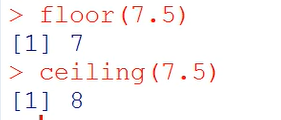 > floor(7.5)
[1] 7
> ceiling(7.5)
[1] 8